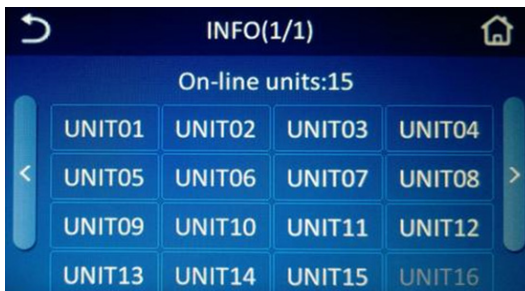 INFO(1/1)
On-line units:15
UNIT01 UNIT02 UNIT03 UNIT04
< >
UNIT05 UNIT06 UNIT07 UNIT08
UNIT09 UNIT10 UNIT11 UNIT12
UNIT13 UNIT14 UNIT15 UNIT16